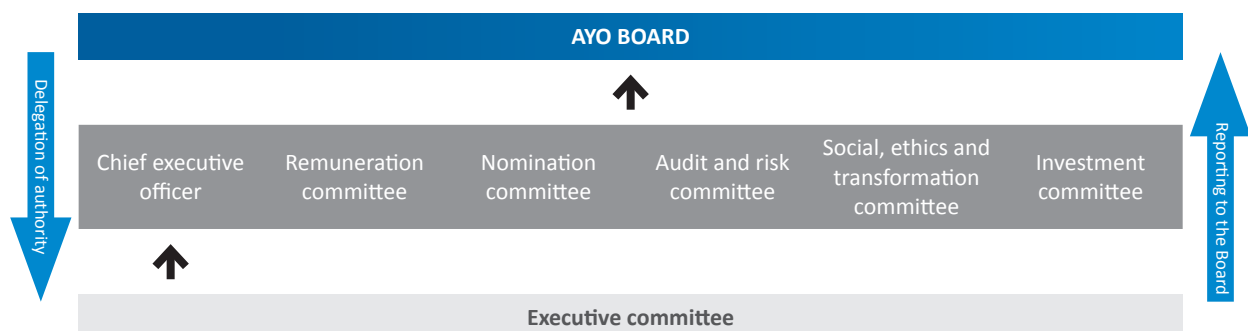 AYO BOARD
Delegation of authority
Reporting to the Board
Chief executive
officer
Remuneration
committee
Nomination
committee
Audit and risk
committee
Social, ethics and
transformation
committee
Investment
committee
Executive committee